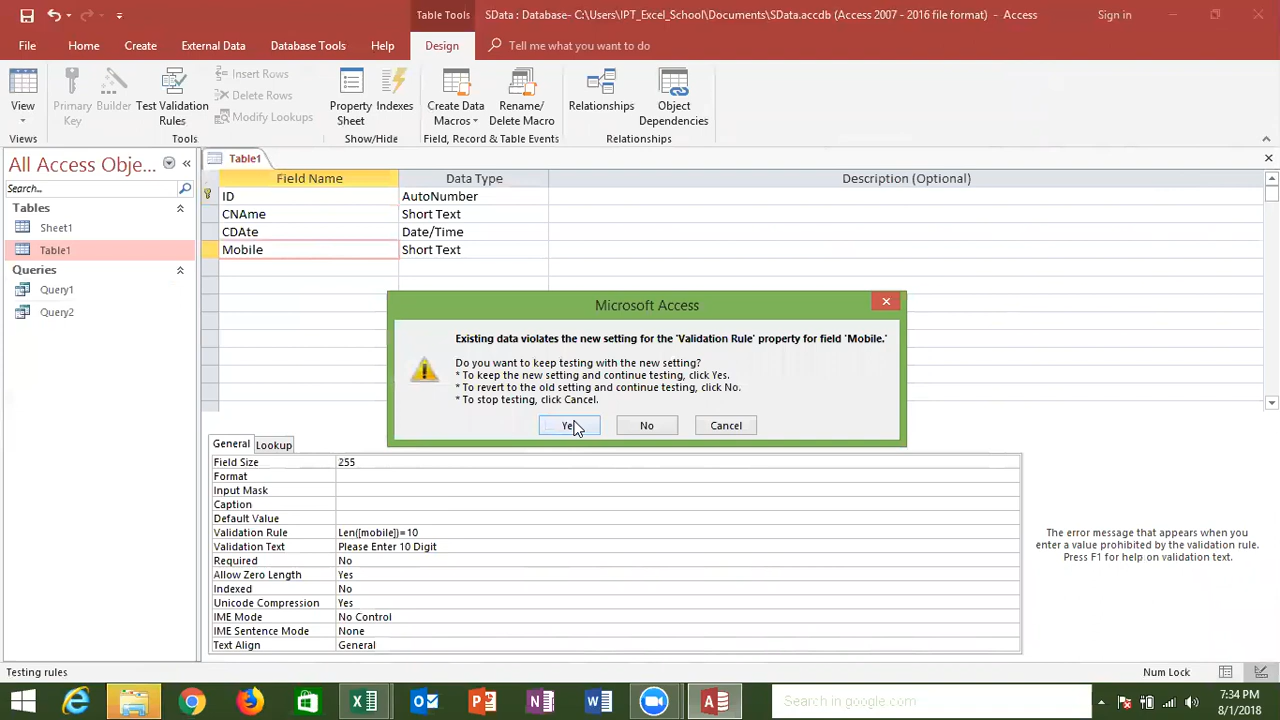 Table Tools
SData : Database- C:\Users\IPT_Excel_School\Documents\SData.accdb (Access 2007 - 2016 file format) - Access
Sign in
File
Home
Create
External Data
Database Tools
Help
Design
Tell me what you want to do
View
Primary Key
Builder
Test Validation Rules
Insert Rows
Delete Rows
Modify Lookups
Property Sheet
Indexes
Create Data Macros
Rename/ Delete Macro
Relationships
Object Dependencies
Views
Tools
Show/Hide
Field, Record & Table Events
Relationships
All Access Obje...
Search...
Tables
Sheet1
Table1
Queries
Query1
Query2
Table1
Field Name Data Type Description (Optional)
ID AutoNumber
CNAme Short Text
CDAte Date/Time
Mobile Short Text
Microsoft Access
Existing data violates the new setting for the 'Validation Rule' property for field 'Mobile.'
Do you want to keep testing with the new setting?
* To keep the new setting and continue testing, click Yes.
* To revert to the old setting and continue testing, click No.
* To stop testing, click Cancel.
Yes
No
Cancel
General
Lookup
Field Size 255
Format
Input Mask
Caption
Default Value
Validation Rule Len([mobile])=10
Validation Text Please Enter 10 Digit
Required No
Allow Zero Length Yes
Indexed No
Unicode Compression Yes
IME Mode No Control
IME Sentence Mode None
Text Align General
The error message that appears when you
enter a value prohibited by the validation rule.
Press F1 for help on validation text.
Testing rules
Num Lock
Search in google.com
7:34 PM
8/1/2018